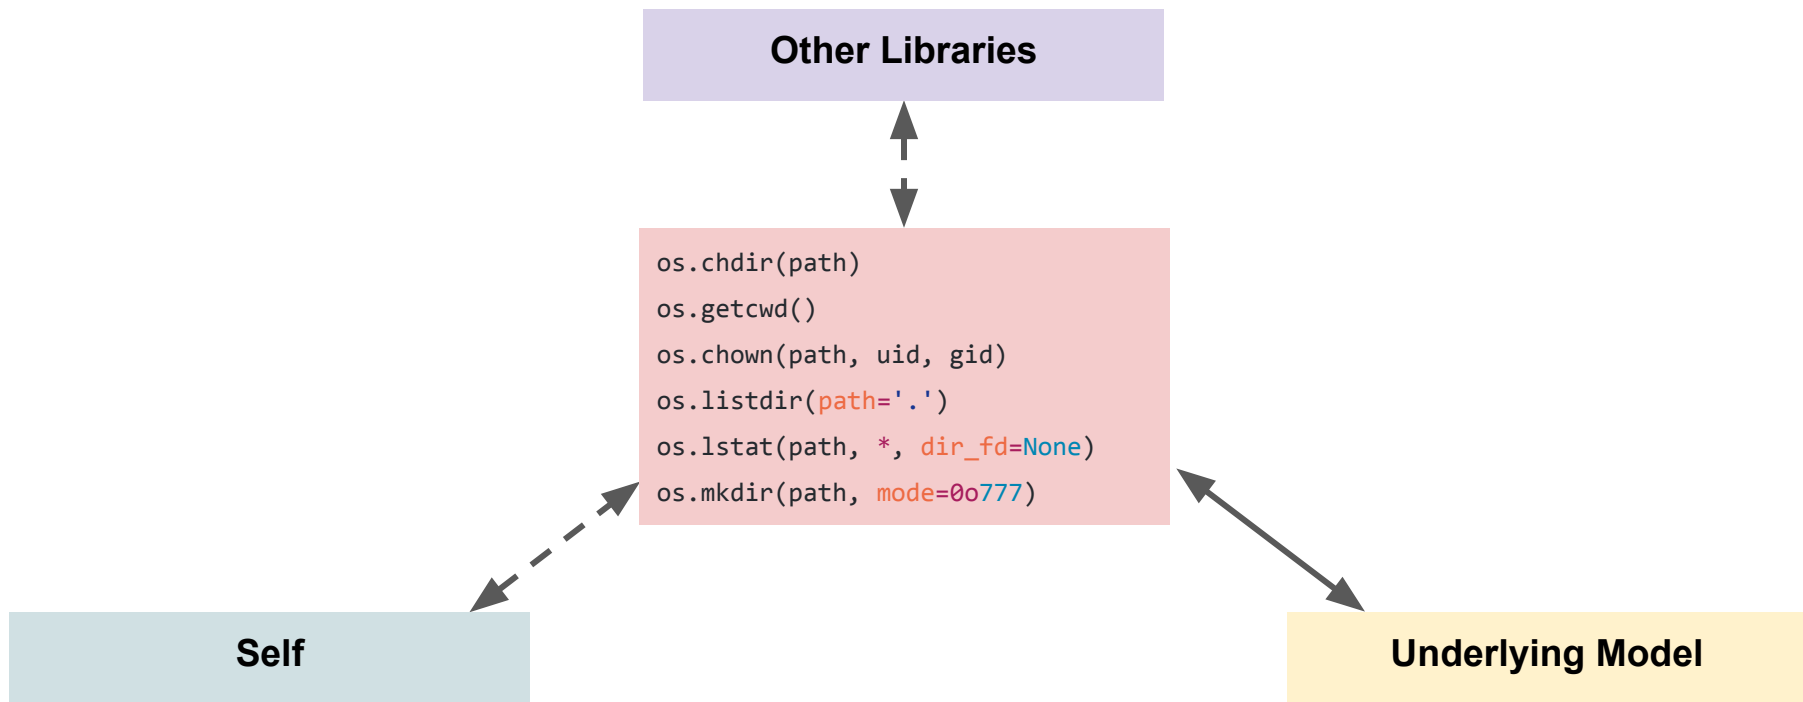 Other Libraries
os.chdir(path)
os.getcwd()
os.chown(path, uid, gid)
os.listdir(path='.')
os.lstat(path, *, dir_fd=None)
os.mkdir(path, mode=0o777)
Self
Underlying Model